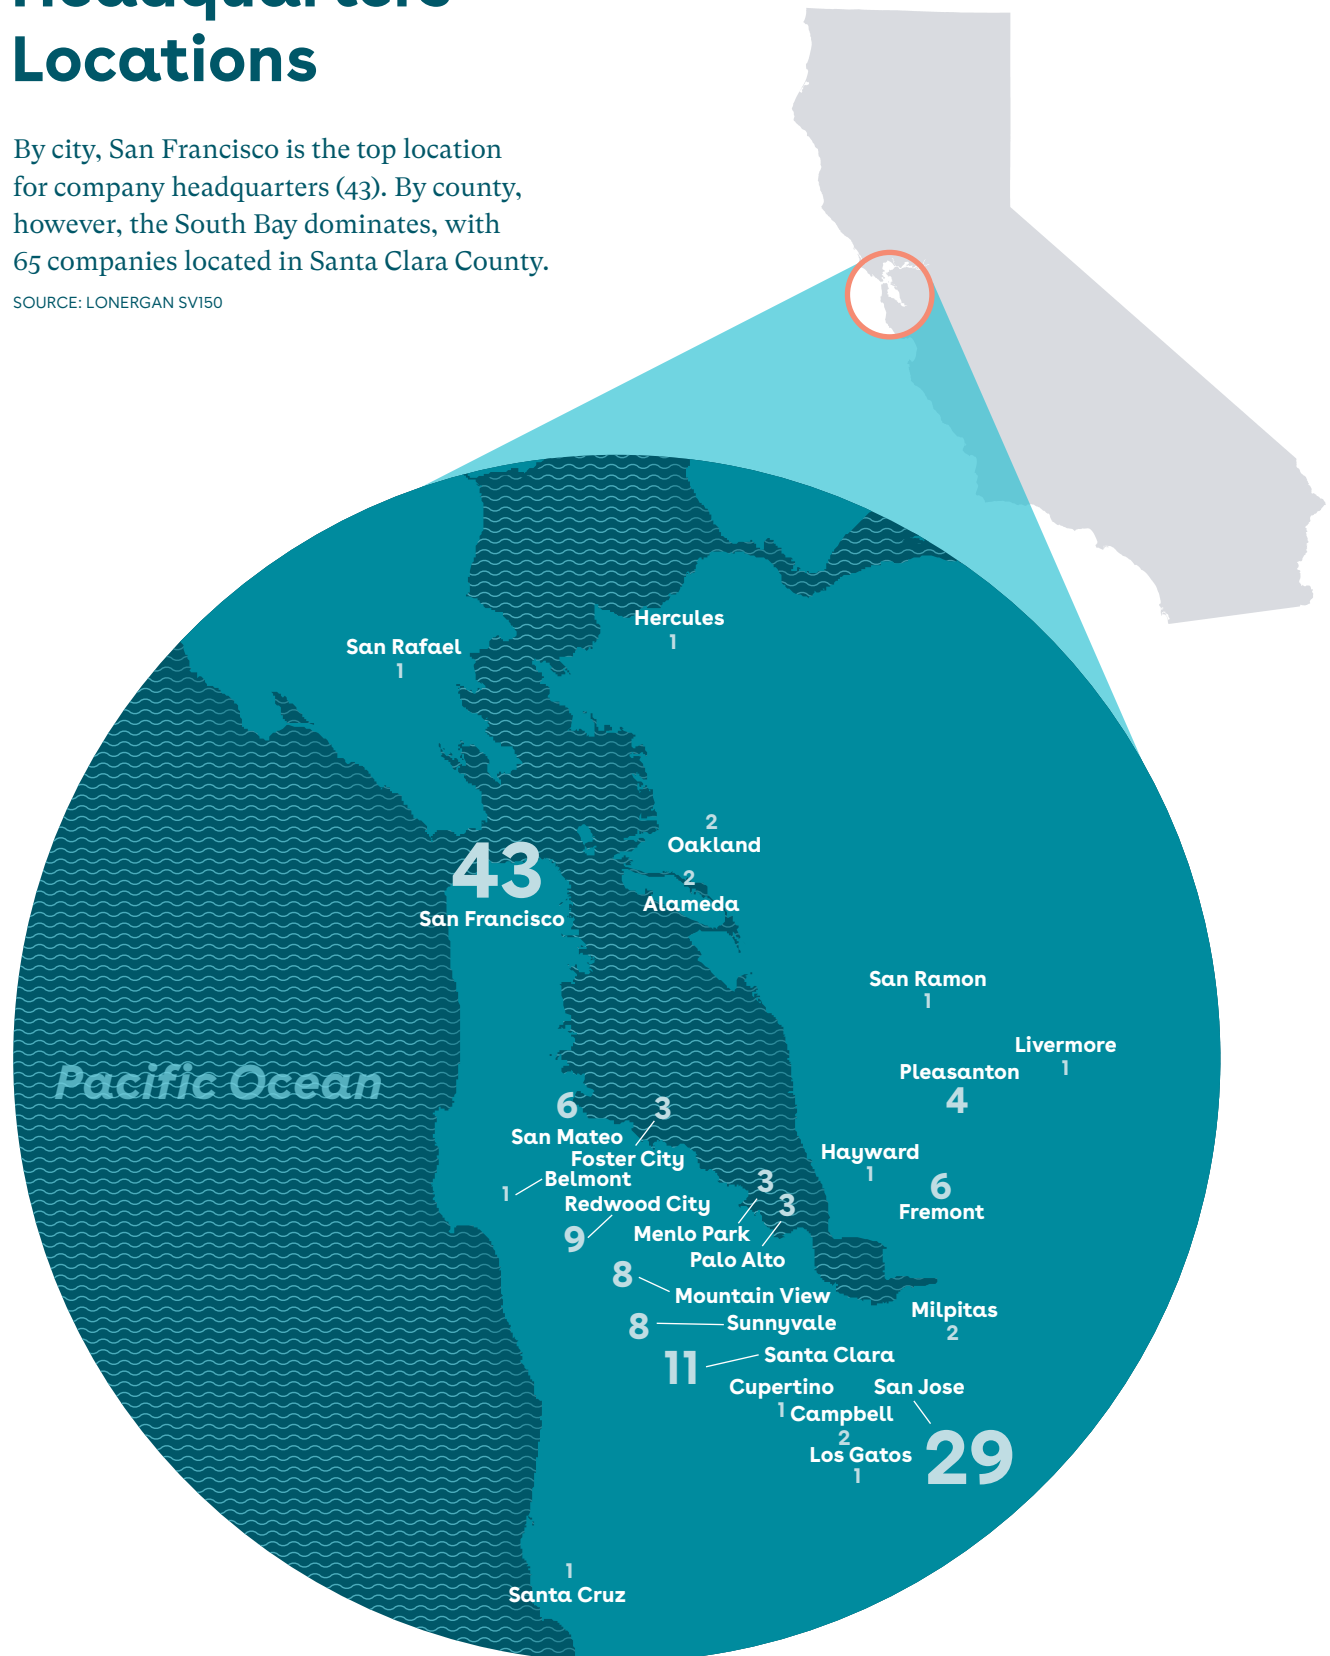 Headquarters
Locations
By city, San Francisco is the top location
for company headquarters (43). By county,
however, the South Bay dominates, with
65 companies located in Santa Clara County.
SOURCE: LONERGAN SV150
Hercules
1
San Rafael
1
2
Oakland
2
Alameda
43
San Francisco
San Ramon
1
Livermore
1
Pleasanton
4
Pacific Ocean
6
San Mateo
3
Foster City
Hayward
1
6
Fremont
Belmont
1
Redwood City
9
3
Menlo Park
3
Palo Alto
8
Mountain View
8
Sunnyvale
Milpitas
2
11
Santa Clara
Cupertino
1
San Jose
29
Campbell
2
Los Gatos
1
1
Santa Cruz